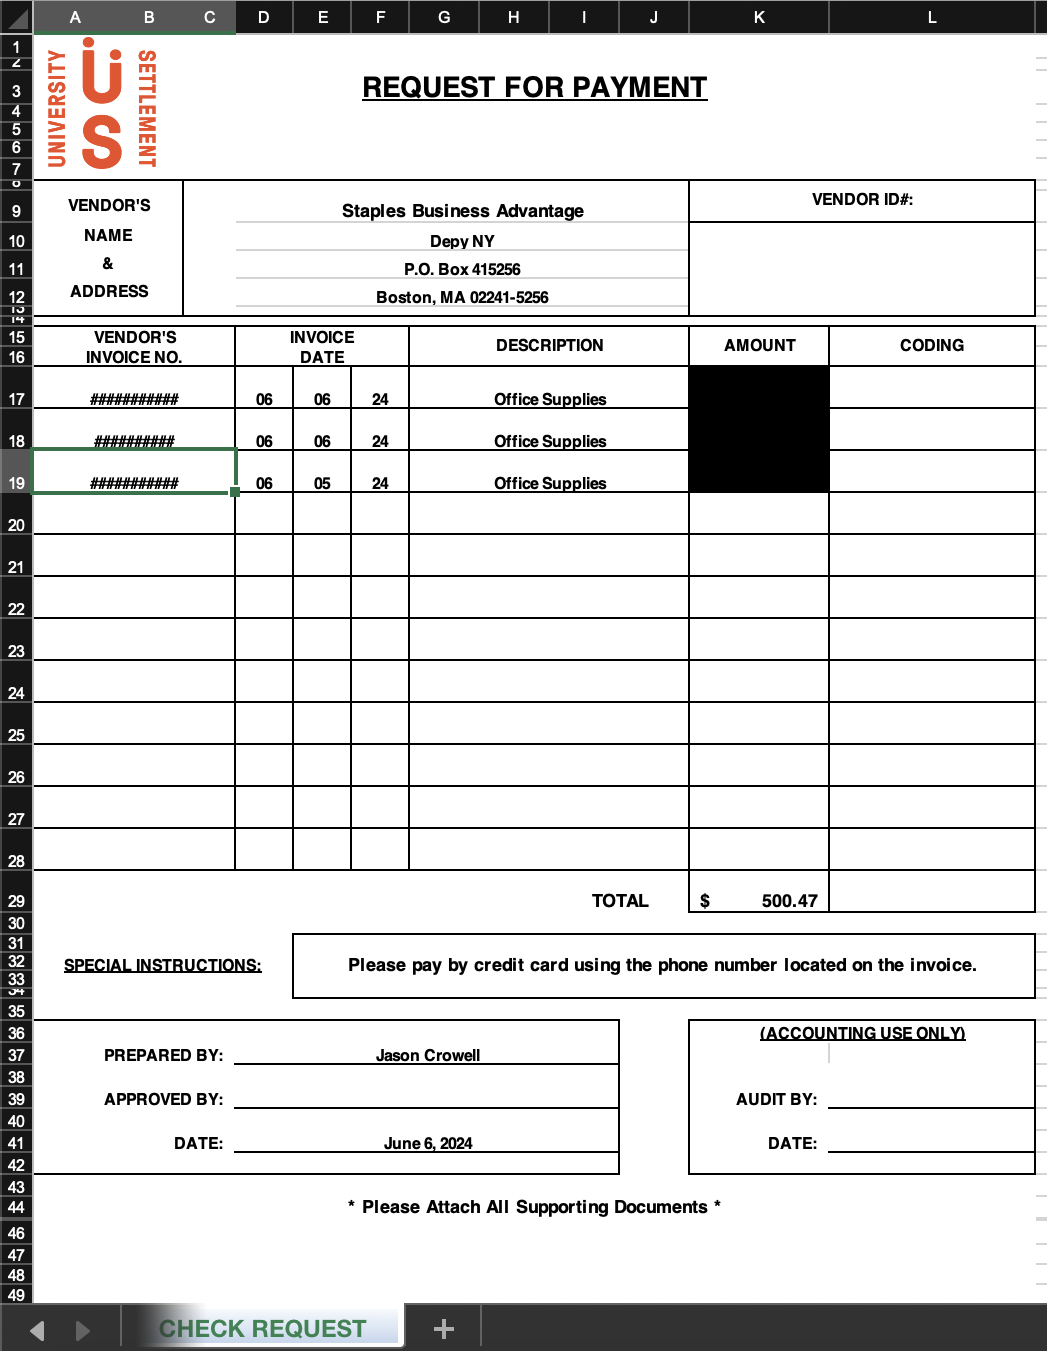 A B C D E F G H I J K L
1
2
3
4
5
6
7
8
9
10
11
12
13
14
15
16
17
18
19
20
21
22
23
24
25
26
27
28
29
30
31
32
33
34
35
36
37
38
39
40
41
42
43
44
46
47
48
49
UNIVERSITY
US
SETTLEMENT
REQUEST FOR PAYMENT
VENDOR'S
NAME
&
ADDRESS
Staples Business Advantage
Depy NY
P.O. Box 415256
Boston, MA 02241-5256
VENDOR ID#:
VENDOR'S
INVOICE NO.
INVOICE
DATE
DESCRIPTION
AMOUNT
CODING
########### 06 06 24 Office Supplies
########## 06 06 24 Office Supplies
########### 06 05 24 Office Supplies
TOTAL $ 500.47
SPECIAL INSTRUCTIONS:
Please pay by credit card using the phone number located on the invoice.
PREPARED BY: Jason Crowell
APPROVED BY:
DATE: June 6, 2024
(ACCOUNTING USE ONLY)
AUDIT BY:
DATE:
* Please Attach All Supporting Documents *
CHECK REQUEST
+